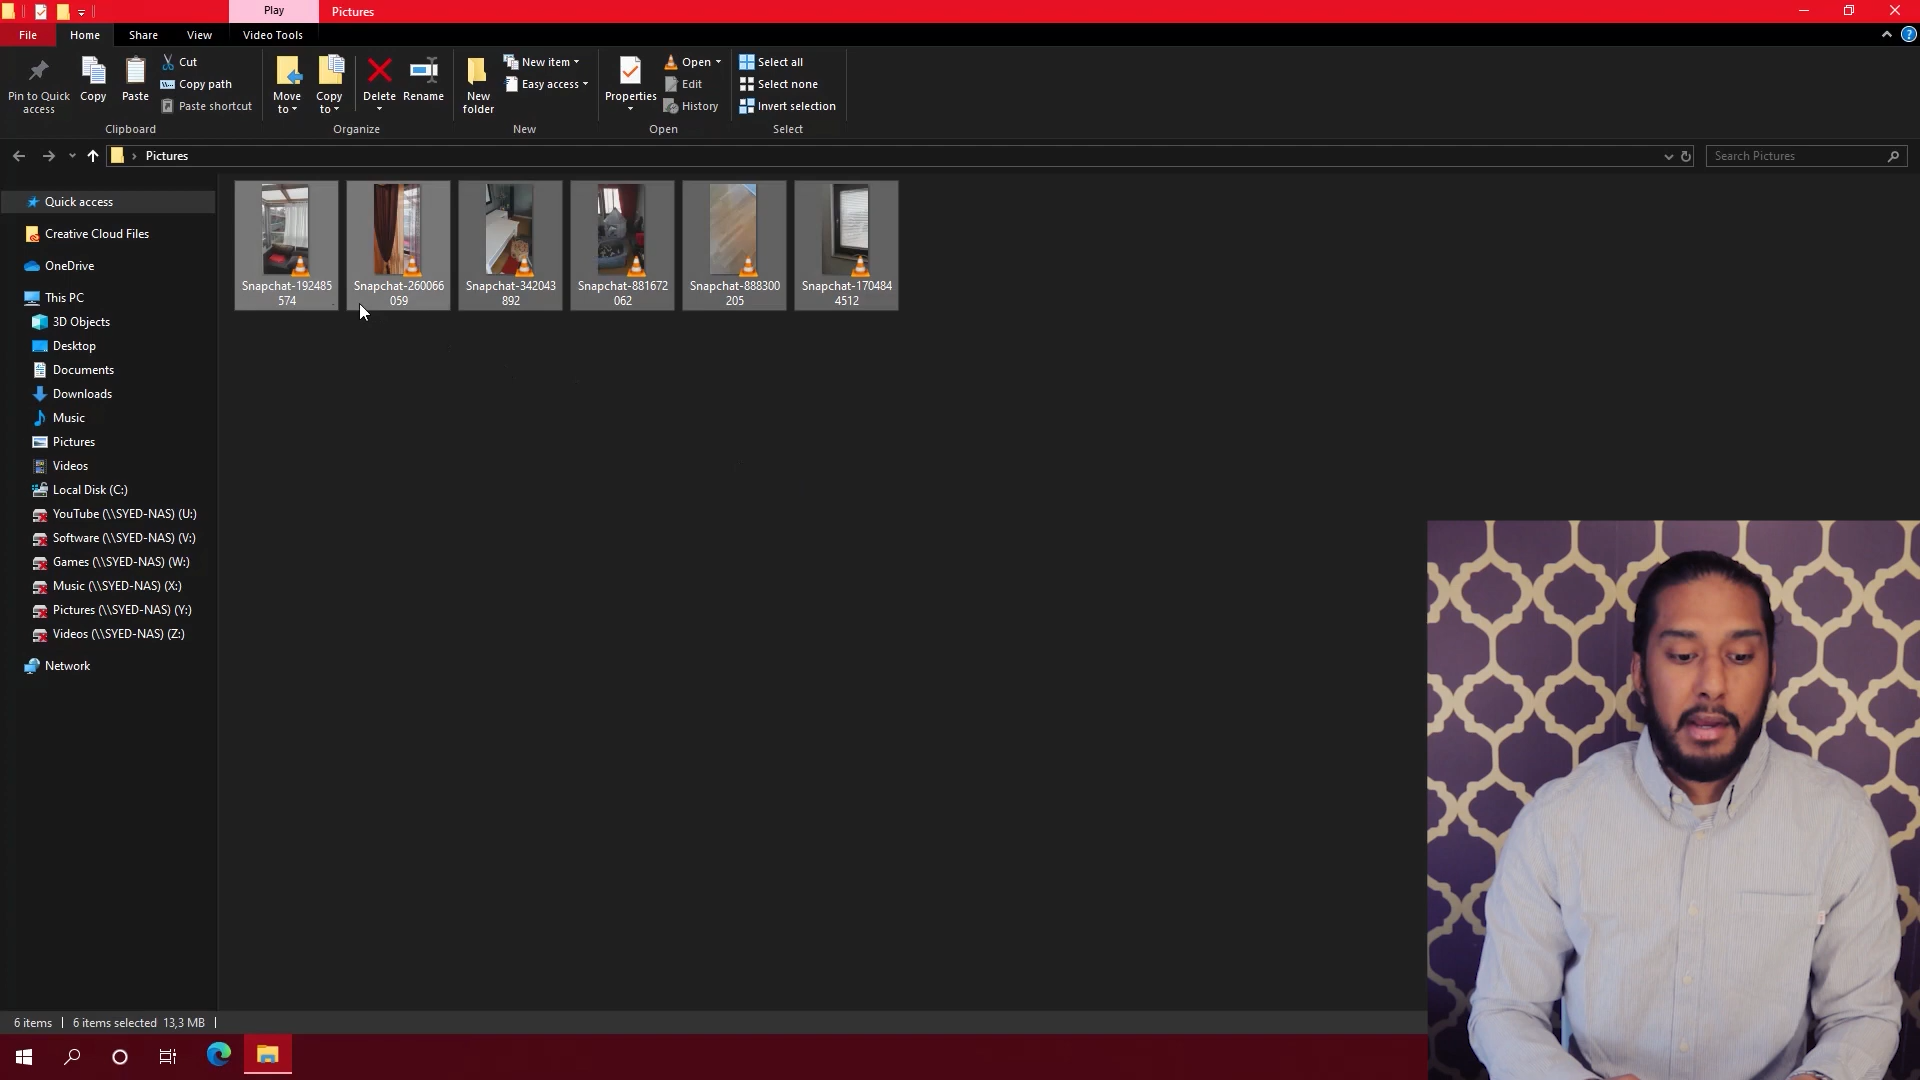 Play
Pictures
File
Home
Share
View
Video Tools
Pin to Quick
access
Copy
Paste
Cut
Copy path
Paste shortcut
Clipboard
Move
to
Copy
to
Delete
Rename
Organize
New
folder
New item
Easy access
New
Properties
Open
Edit
History
Open
Select all
Select none
Invert selection
Select
Pictures
Search Pictures
Quick access
Creative Cloud Files
OneDrive
This PC
3D Objects
Desktop
Documents
Downloads
Music
Pictures
Videos
Local Disk (C:)
YouTube (\\SYED-NAS) (U:)
Software (\\SYED-NAS) (V:)
Games (\\SYED-NAS) (W:)
Music (\\SYED-NAS) (X:)
Pictures (\\SYED-NAS) (Y:)
Videos (\\SYED-NAS) (Z:)
Network
Snapchat-192485
574
Snapchat-260066
059
Snapchat-342043
892
Snapchat-881672
062
Snapchat-888300
205
Snapchat-170484
4512
6 items
6 items selected 13,3 MB